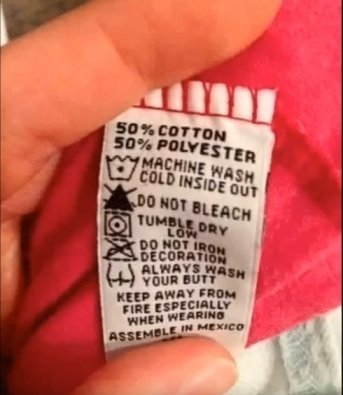 50% COTTON
50% POLYESTER
MACHINE WASH
COLD INSIDE OUT
DO NOT BLEACH
TUMBLE DRY
LOW
DO NOT IRON
DECORATION
ALWAYS WASH
YOUR BUTT
KEEP AWAY FROM
FIRE ESPECIALLY
WHEN WEARING
ASSEMBLE IN MEXICO